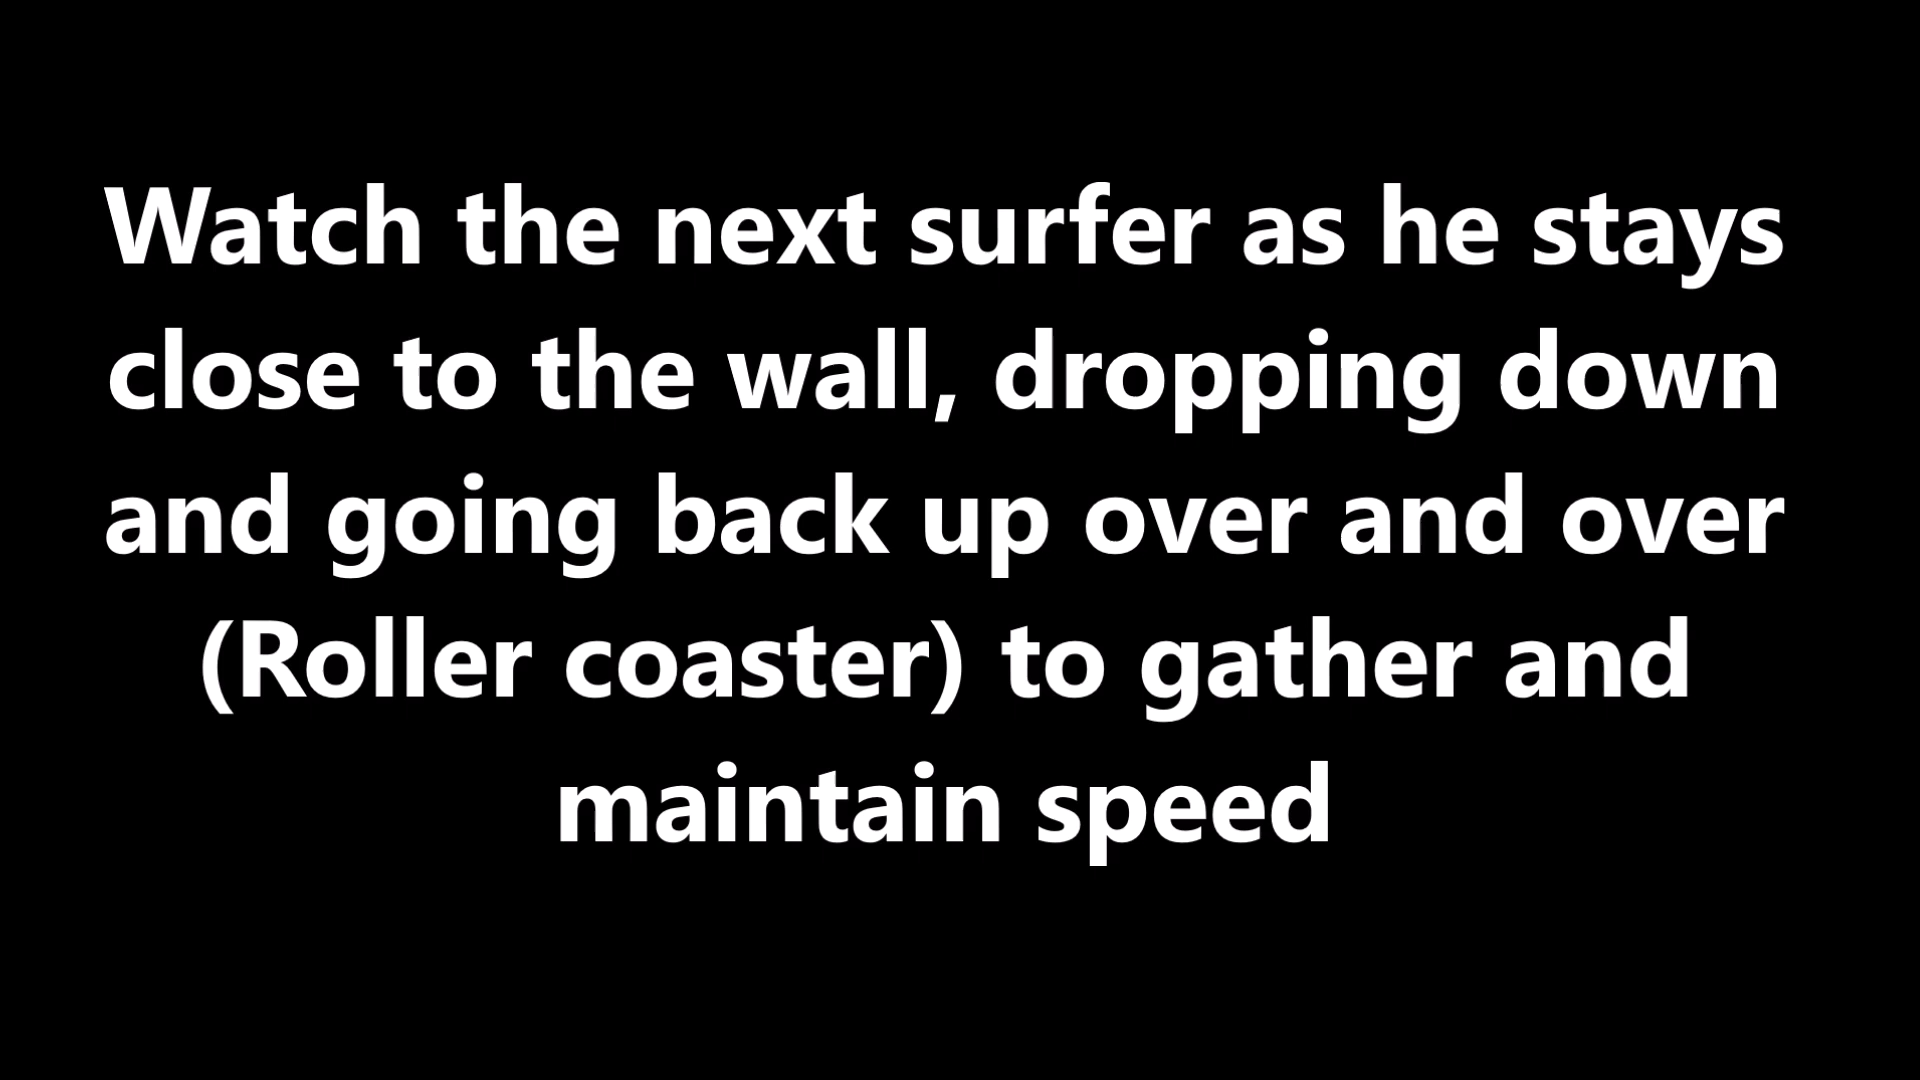 Watch the next surfer as he stays
close to the wall, dropping down
and going back up over and over
(Roller coaster) to gather and
maintain speed